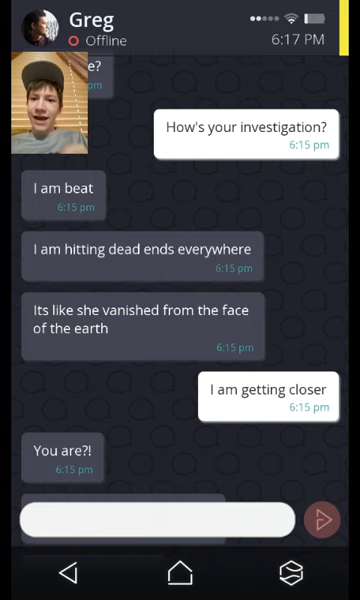 Greg
Offline
6:17 PM
e?
pm
How's your investigation?
6:15 pm
I am beat
6:15 pm
I am hitting dead ends everywhere
6:15 pm
Its like she vanished from the face
of the earth
6:15 pm
I am getting closer
6:15 pm
You are?!
6:15 pm